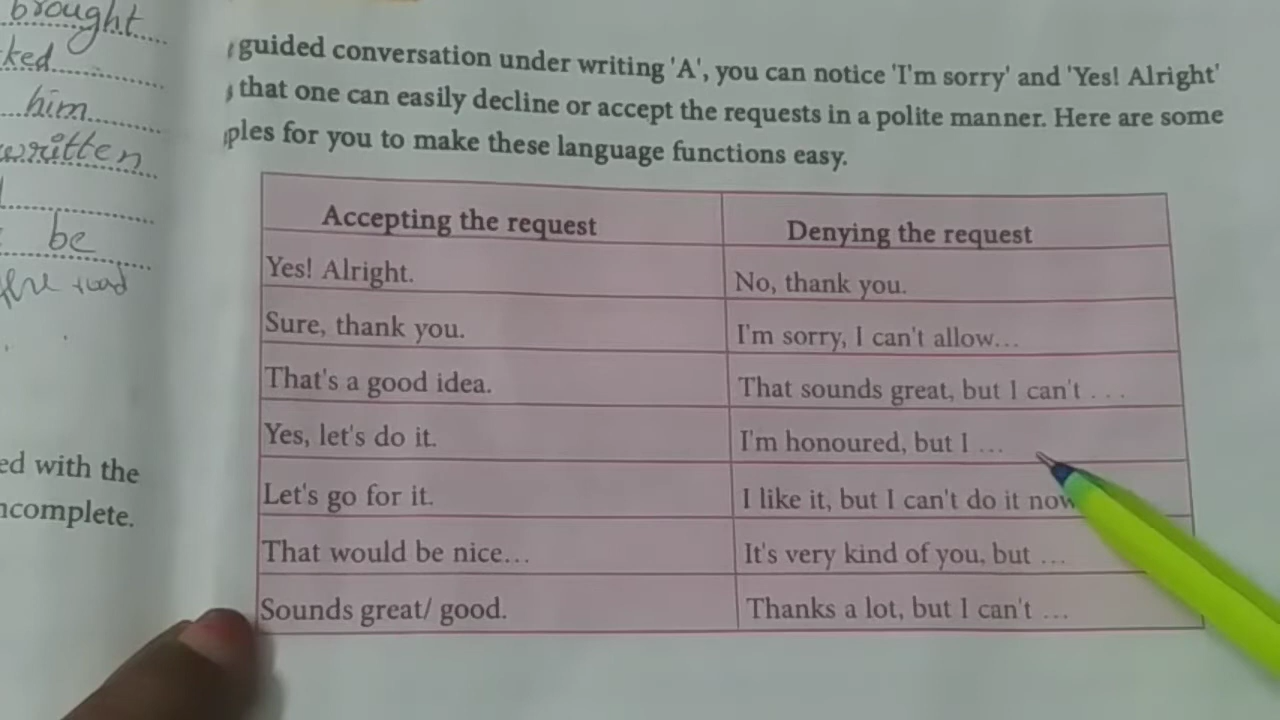 brought
ked
him
written
be
the road
ed with the
ncomplete.
guided conversation under writing 'A', you can notice 'I'm sorry' and 'Yes! Alright'
that one can easily decline or accept the requests in a polite manner. Here are some
ples for you to make these language functions easy.
Accepting the request Denying the request
Yes! Alright. No, thank you.
Sure, thank you. I'm sorry, I can't allow...
That's a good idea. That sounds great, but I can't . . .
Yes, let's do it. I'm honoured, but I ...
Let's go for it. I like it, but I can't do it now
That would be nice... It's very kind of you, but ...
Sounds great/ good. Thanks a lot, but I can't ...